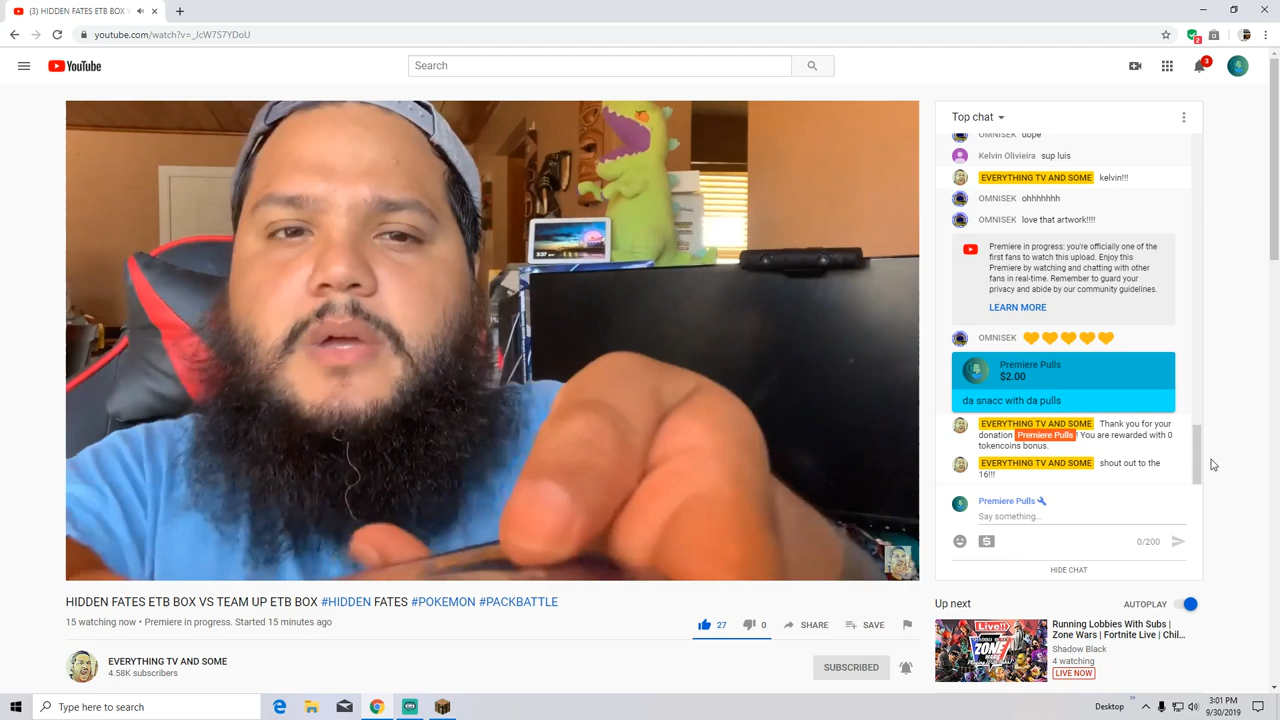 (3) HIDDEN FATES ETB BOX
youtube.com/watch?v=_JcW7S7YDoU
2
YouTube
Search
3
3:37
Top chat
OMNISEK dope
Kelvin Olivieira sup luis
EVERYTHING TV AND SOME kelvin!!!
OMNISEK ohhhhhhh
OMNISEK love that artwork!!!!
Premiere in progress: you're officially one of the
first fans to watch this upload. Enjoy this
Premiere by watching and chatting with other
fans in real-time. Remember to guard your
privacy and abide by our community guidelines.
LEARN MORE
OMNISEK 🧡🧡🧡🧡🧡
Premiere Pulls
$2.00
da snacc with da pulls
EVERYTHING TV AND SOME Thank you for your
donation Premiere Pulls ! You are rewarded with 0
tokencoins bonus.
EVERYTHING TV AND SOME shout out to the
16!!!
Premiere Pulls
Say something...
0/200
HIDE CHAT
HIDDEN FATES ETB BOX VS TEAM UP ETB BOX #HIDDEN FATES #POKEMON #PACKBATTLE
15 watching now • Premiere in progress. Started 15 minutes ago
27
0
SHARE
SAVE
EVERYTHING TV AND SOME
4.58K subscribers
SUBSCRIBED
Up next
AUTOPLAY
Live!!
ZONE
WARS
Running Lobbies With Subs |
Zone Wars | Fortnite Live | Chil...
Shadow Black
4 watching
LIVE NOW
Type here to search
Desktop
3:01 PM
9/30/2019